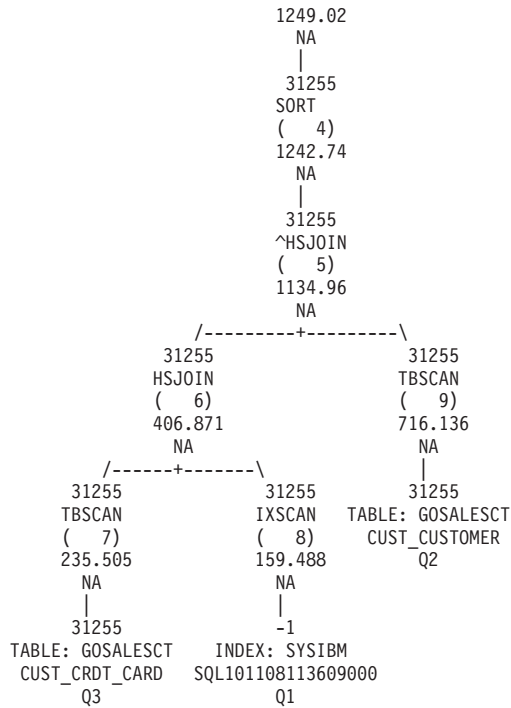 1249.02
NA
|
31255
SORT
( 4)
1242.74
NA
|
31255
^HSJOIN
( 5)
1134.96
NA
/---------+---------\
31255 31255
HSJOIN TBSCAN
( 6) ( 9)
406.871 716.136
NA NA
/------+-------\ |
31255 31255 31255
TBSCAN IXSCAN TABLE: GOSALESCT
( 7) ( 8) CUST_CUSTOMER
235.505 159.488 Q2
NA NA
| |
31255 -1
TABLE: GOSALESCT INDEX: SYSIBM
CUST_CRDT_CARD SQL101108113609000
Q3 Q1